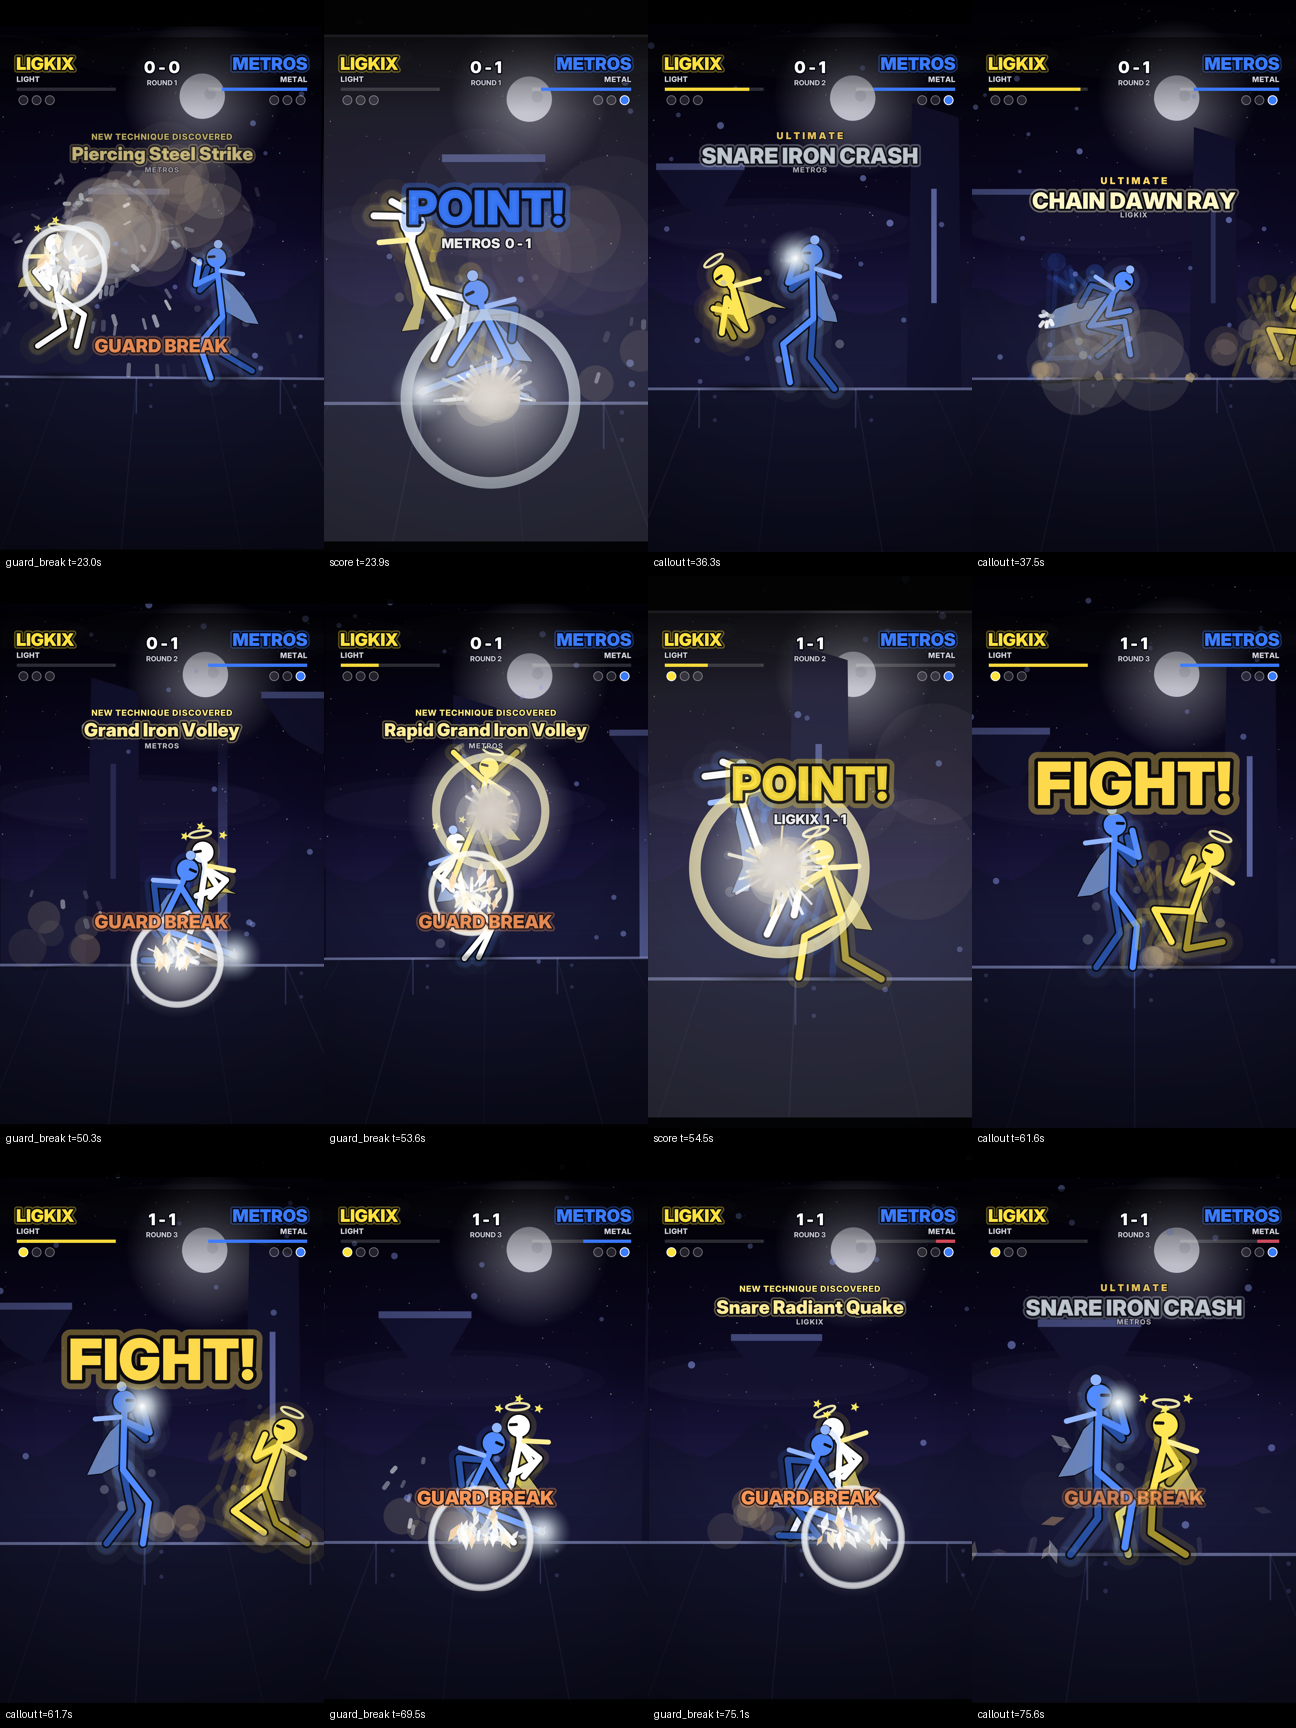 LIGKIX
0-0
METROS
LIGHT
ROUND 1
METAL
NEW TECHNIQUE DISCOVERED
Piercing Steel Strike
METROS
GUARD BREAK
guard_break t=23.0s
LIGKIX
0-1
METROS
LIGHT
ROUND 1
METAL
POINT!
METROS 0-1
score t=23.9s
LIGKIX
0-1
METROS
LIGHT
ROUND 2
METAL
ULTIMATE
SNARE IRON CRASH
METROS
callout t=36.3s
LIGKIX
0-1
METROS
LIGHT
ROUND 2
METAL
ULTIMATE
CHAIN DAWN RAY
LIGKIX
callout t=37.5s
LIGKIX
0-1
METROS
LIGHT
ROUND 2
METAL
NEW TECHNIQUE DISCOVERED
Grand Iron Volley
METROS
GUARD BREAK
guard_break t=50.3s
LIGKIX
0-1
METROS
LIGHT
ROUND 2
METAL
NEW TECHNIQUE DISCOVERED
Rapid Grand Iron Volley
METROS
GUARD BREAK
guard_break t=53.6s
LIGKIX
1-1
METROS
LIGHT
ROUND 2
METAL
POINT!
LIGKIX 1-1
score t=54.5s
LIGKIX
1-1
METROS
LIGHT
ROUND 3
METAL
FIGHT!
callout t=61.6s
LIGKIX
1-1
METROS
LIGHT
ROUND 3
METAL
FIGHT!
callout t=61.7s
LIGKIX
1-1
METROS
LIGHT
ROUND 3
METAL
GUARD BREAK
guard_break t=69.5s
LIGKIX
1-1
METROS
LIGHT
ROUND 3
METAL
NEW TECHNIQUE DISCOVERED
Snare Radiant Quake
LIGKIX
GUARD BREAK
guard_break t=75.1s
LIGKIX
1-1
METROS
LIGHT
ROUND 3
METAL
ULTIMATE
SNARE IRON CRASH
METROS
GUARD BREAK
callout t=75.6s